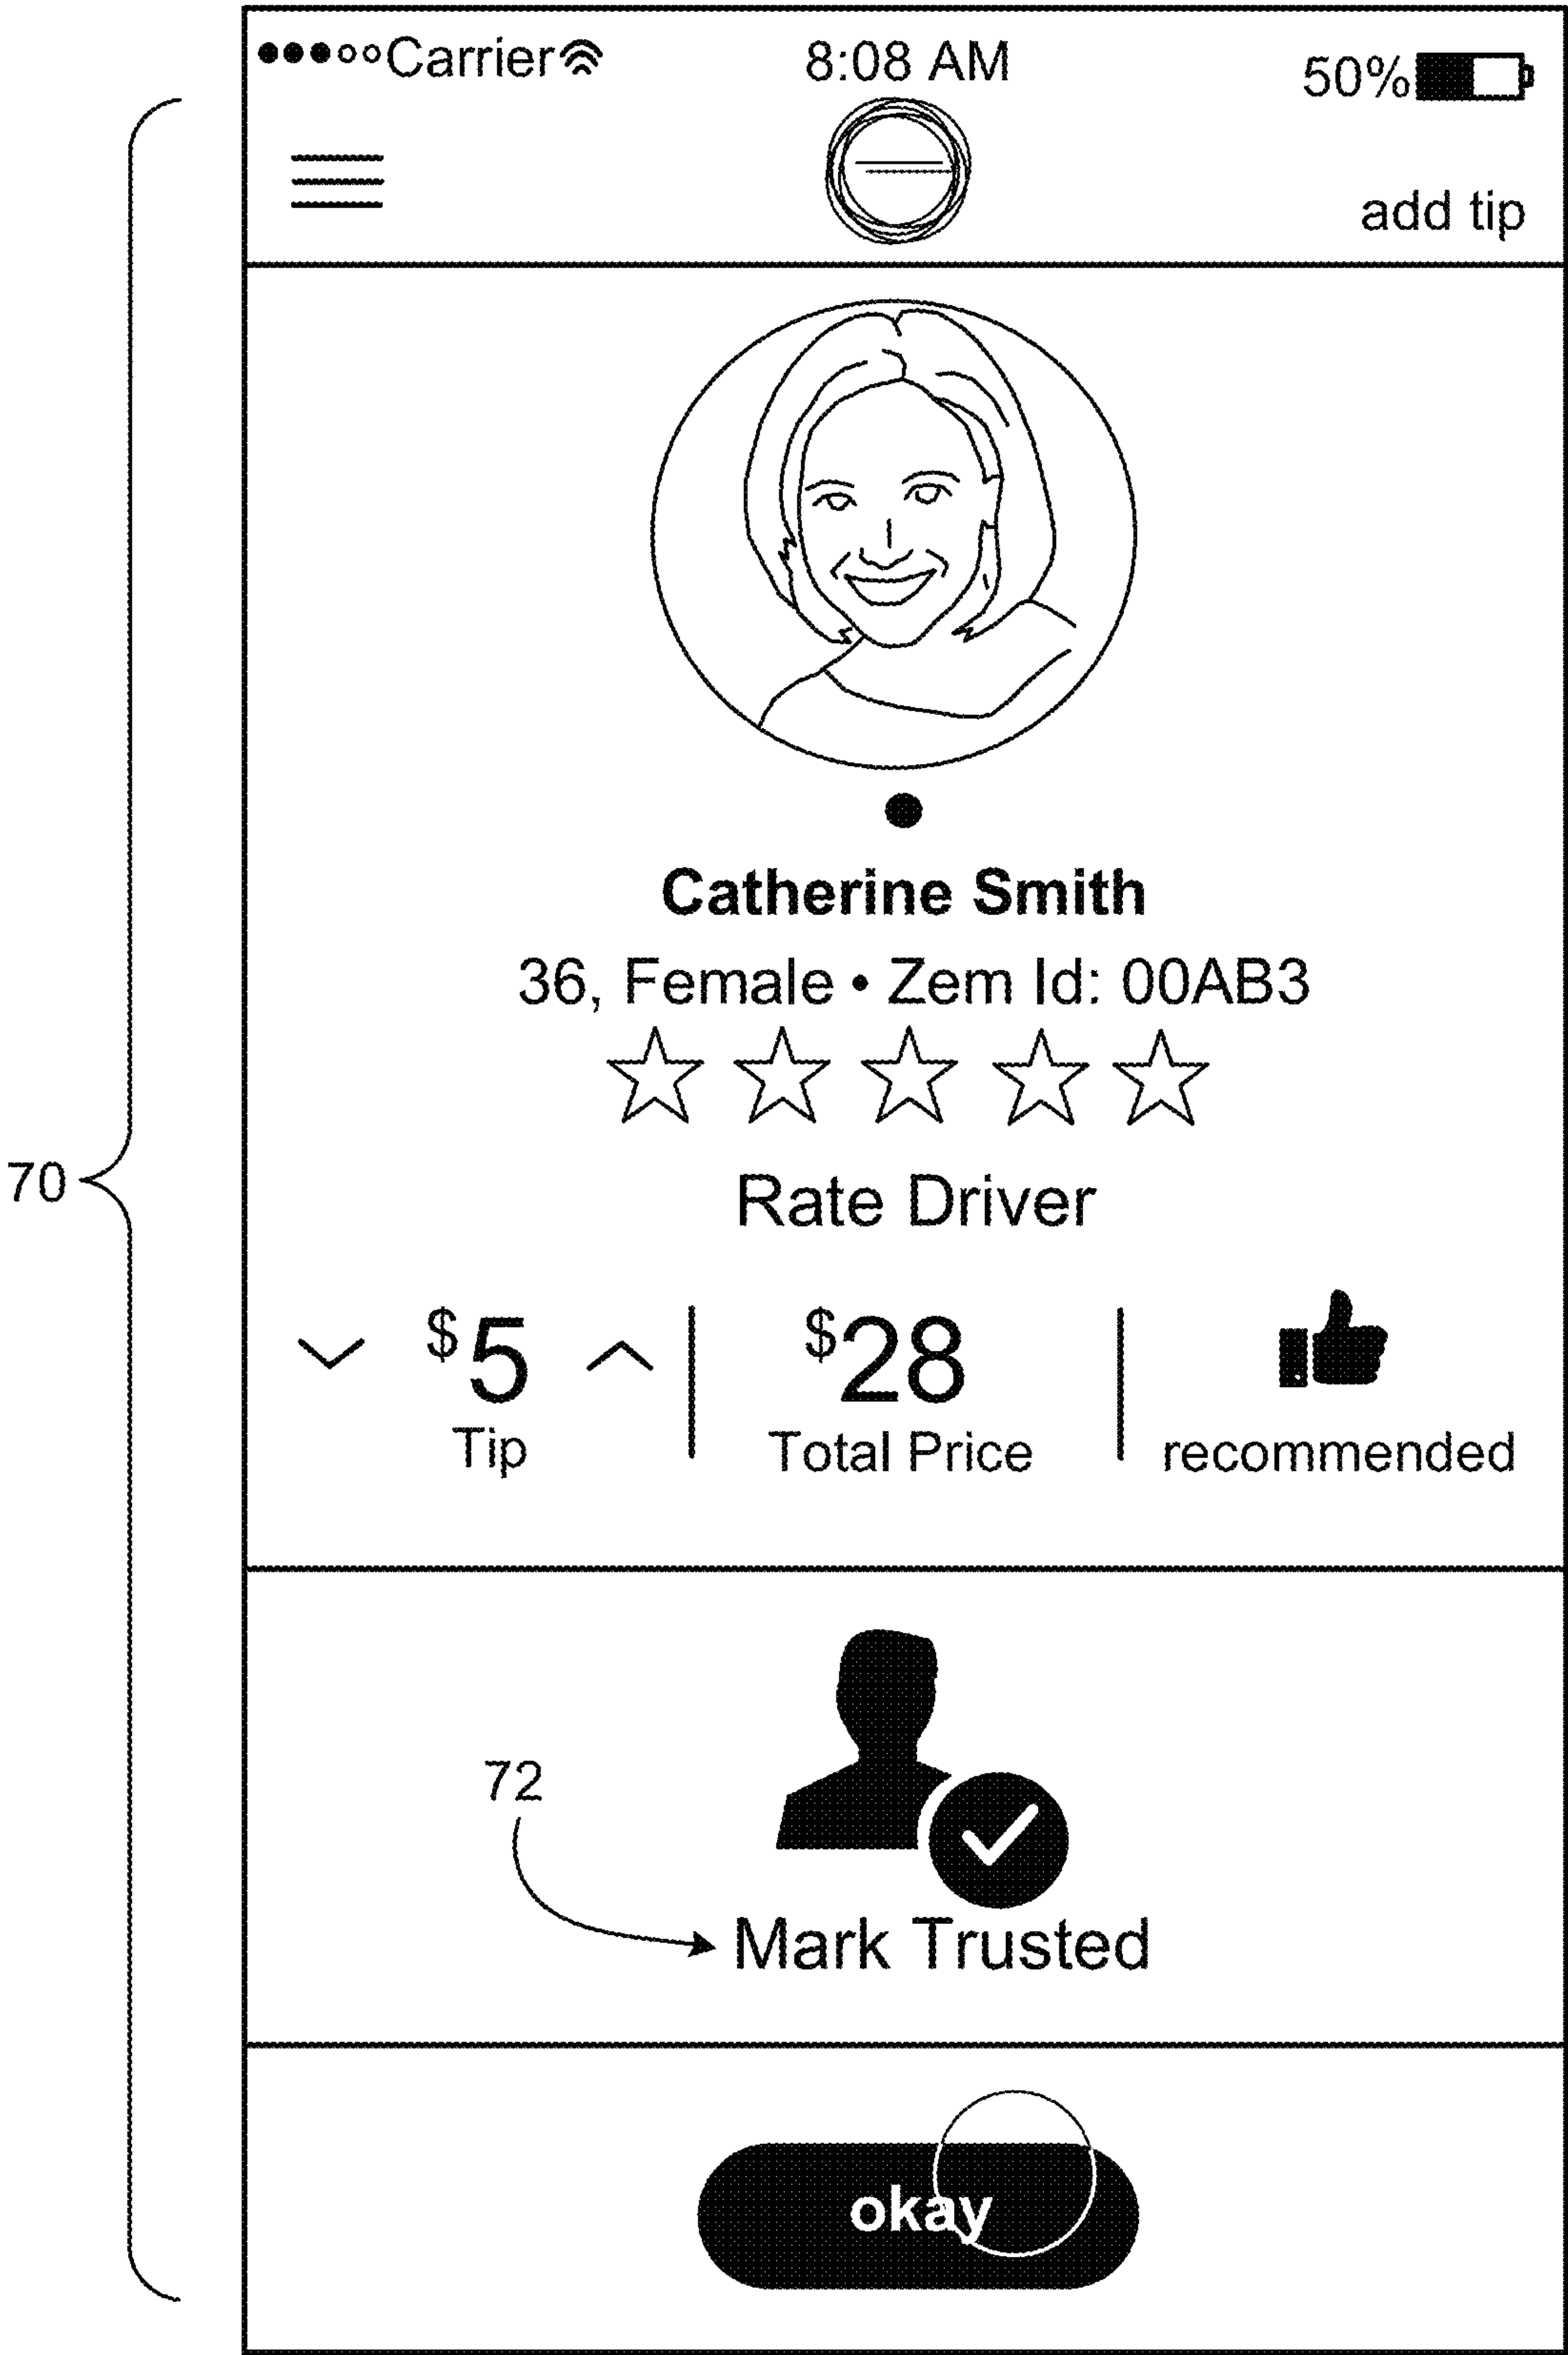 Carrier 8:08 AM 50%
add tip
Catherine Smith
36, Female • Zem Id: 00AB3
70
Rate Driver
$5 $28
Tip Total Price recommended
72
Mark Trusted
okay